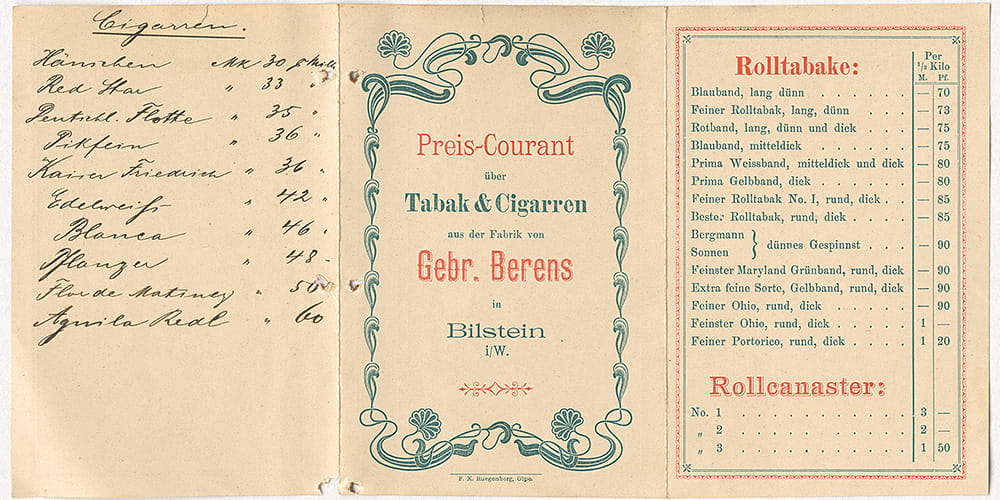 Cigarren.
Hänschen Mk 30 p Mille
Red Star " 33 "
Deutschl. Flotte " 35 "
Pikfein " 36 "
Kaiser Friedrich " 36 "
Edelweiss " 42 "
Blanca " 46 "
Pflanzer " 48 "
Flor de Matinez " 50 "
Aguila Real " 60
Preis-Courant
über
Tabak & Cigarren
aus der Fabrik von
Gebr. Berens
in
Bilstein
i/W.
F. X. Ruegenberg, Olpe.
Rolltabake:
Per
1/2 Kilo
M. Pf.
Blauband, lang dünn . . . . . . — 70
Feiner Rolltabak, lang, dünn . . . — 73
Rotband, lang, dünn und dick . . . — 75
Blauband, mitteldick . . . . . — 75
Prima Weissband, mitteldick und dick — 80
Prima Gelbband, dick . . . . . — 80
Feiner Rolltabak No. I, rund, dick . . — 85
Bester Rolltabak, rund, dick . . . — 85
Bergmann
Sonnen } dünnes Gespinnst . . . — 90
Feinster Maryland Grünband, rund, dick — 90
Extra feine Sorte, Gelbband, rund, dick — 90
Feiner Ohio, rund, dick . . . . — 90
Feinster Ohio, rund, dick . . . . 1 —
Feiner Portorico, rund, dick . . . 1 20
Rollcanaster:
No. 1 . . . . . . . . . 3 —
„ 2 . . . . . . . . . 2 —
„ 3 . . . . . . . . . 1 50